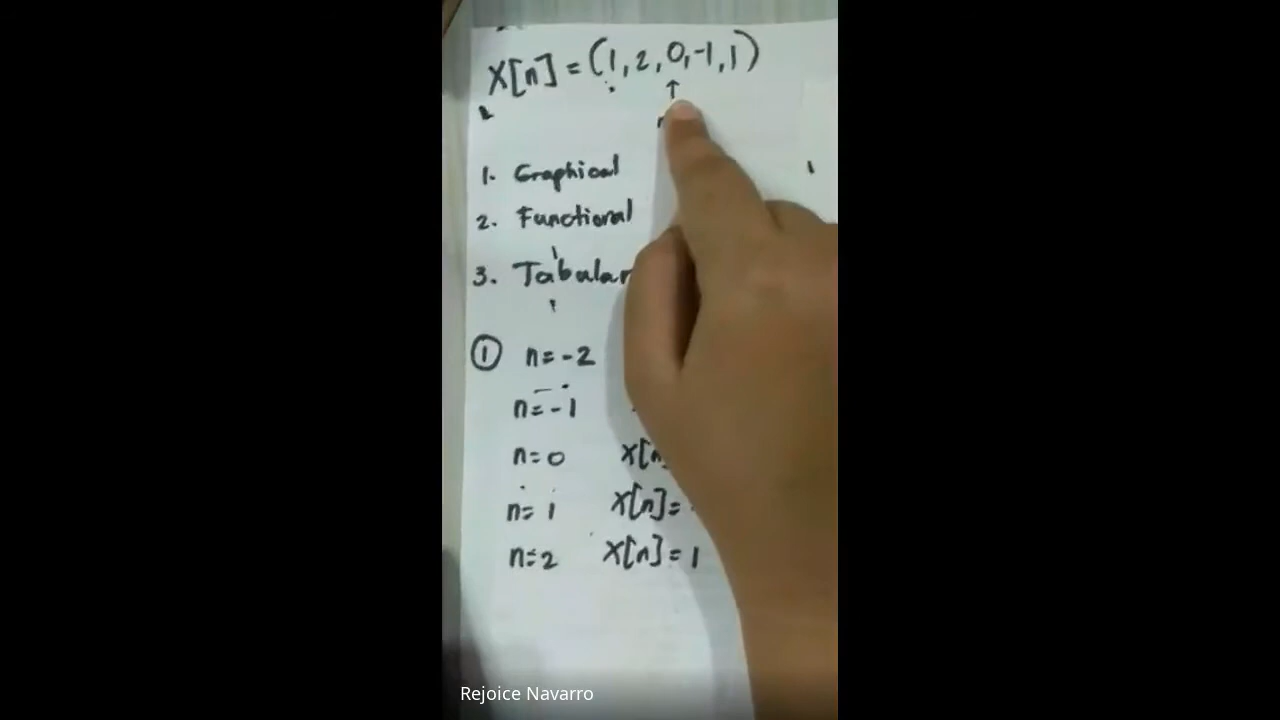 X[n] = (1, 2, 0, -1, 1)
↑
1. Graphical
2. Functional
3. Tabular
① n= -2
n= -1
n= 0 X[n
n= 1 X[n]=
n= 2 X[n] = 1
Rejoice Navarro